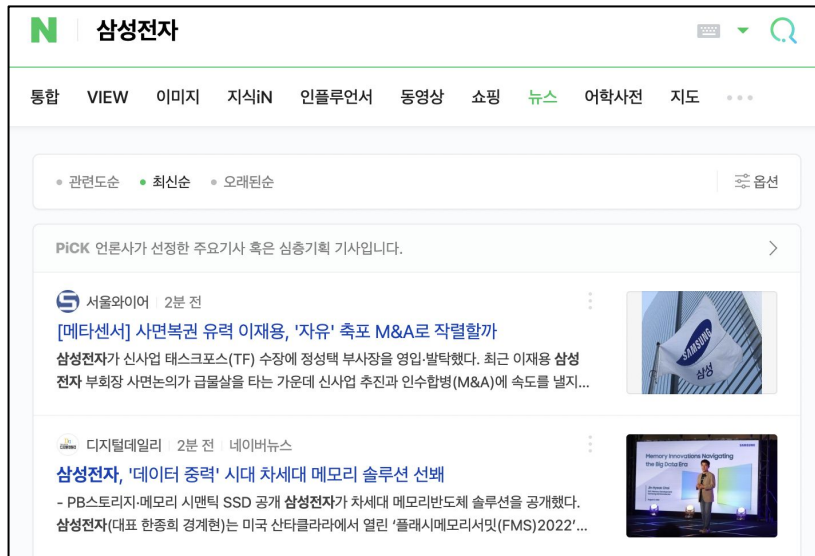 N 삼성전자
통합 VIEW 이미지 지식iN 인플루언서 동영상 쇼핑 뉴스 어학사전 지도
관련도순 최신순 오래된순 옵션
PiCK 언론사가 선정한 주요기사 혹은 심층기획 기사입니다.
서울와이어 2분 전
[메타센서] 사면복권 유력 이재용, '자유' 축포 M&A로 작렬할까
삼성전자가 신사업 태스크포스(TF) 수장에 정성택 부사장을 영입·발탁했다. 최근 이재용 삼성
전자 부회장 사면논의가 급물살을 타는 가운데 신사업 추진과 인수합병(M&A)에 속도를 낼지...
SAMSUNG
삼성
디지털데일리 2분 전 네이버뉴스
삼성전자, '데이터 중력' 시대 차세대 메모리 솔루션 선봬
- PB스토리지·메모리 시맨틱 SSD 공개 삼성전자가 차세대 메모리반도체 솔루션을 공개했다.
삼성전자(대표 한종희 경계현)는 미국 산타클라라에서 열린 ‘플래시메모리서밋(FMS)2022’...
SAMSUNG
Memory Innovations Navigating
the Big Data Era